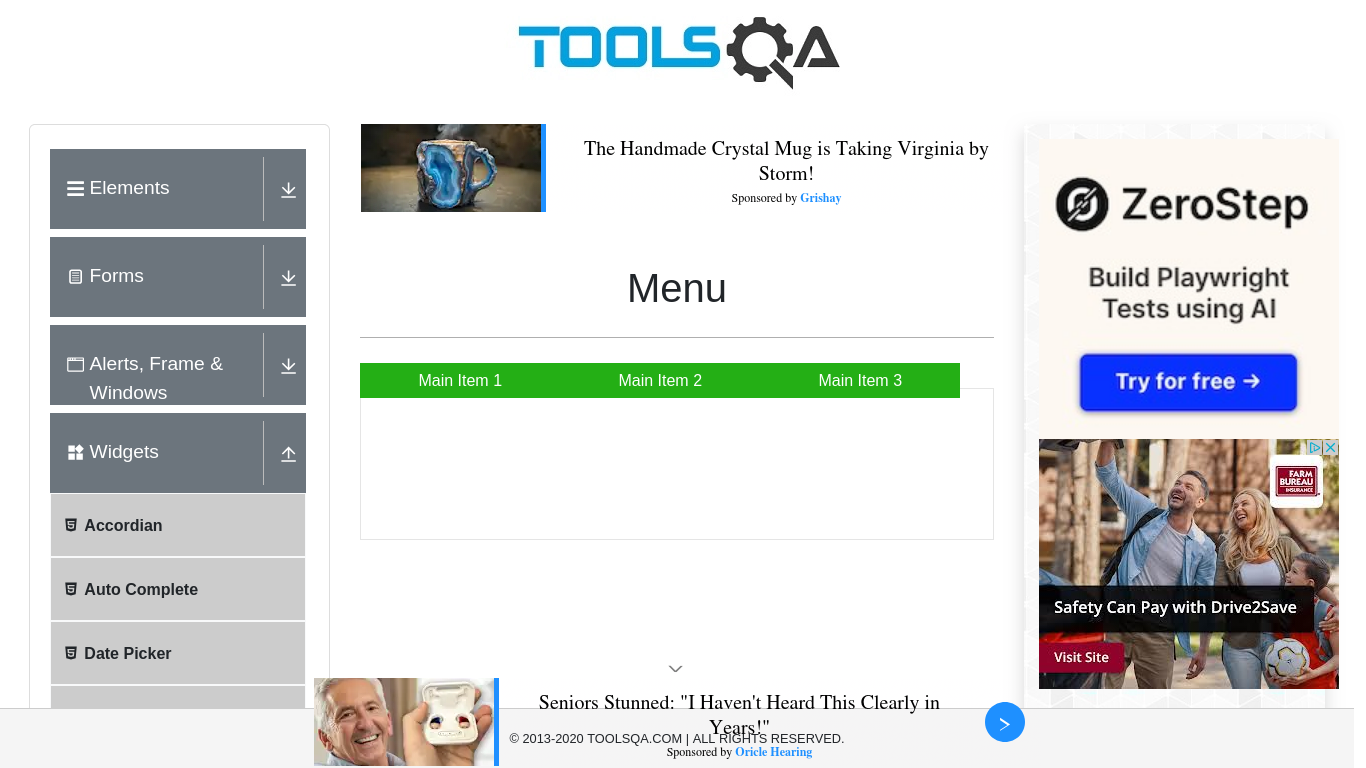 TOOLSQA
Elements
Forms
Alerts, Frame &
Windows
Widgets
Accordian
Auto Complete
Date Picker
The Handmade Crystal Mug is Taking Virginia by
Storm!
Sponsored by Grishay
Menu
Main Item 1
Main Item 2
Main Item 3
ZeroStep
Build Playwright
Tests using AI
Try for free →
FARM
BUREAU
INSURANCE
Safety Can Pay with Drive2Save
Visit Site
Seniors Stunned: "I Haven't Heard This Clearly in
Years!"
© 2013-2020 TOOLSQA.COM | ALL RIGHTS RESERVED.
Sponsored by Oricle Hearing